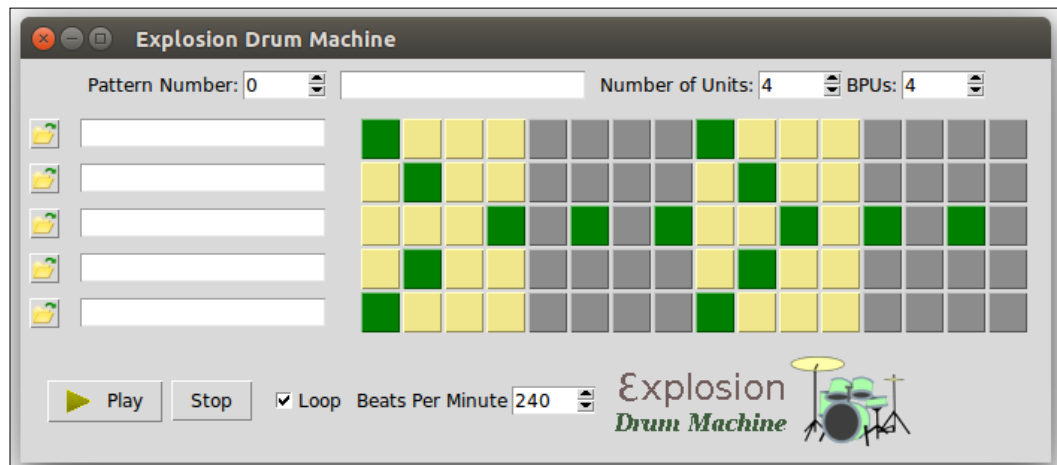 Explosion Drum Machine
Pattern Number: 0 Number of Units: 4 BPUs: 4
Play Stop Loop Beats Per Minute 240
Explosion
Drum Machine